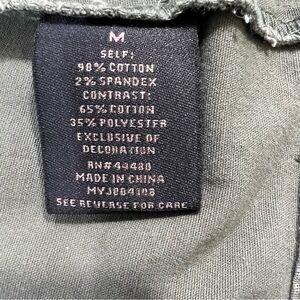 M
SELF:
98% COTTON
2% SPANDEX
CONTRAST:
65% COTTON
35% POLYESTER
EXCLUSIVE OF
DECORATION
RN#49480
MADE IN CHINA
MVJ004108
SEE REVERSE FOR CARE